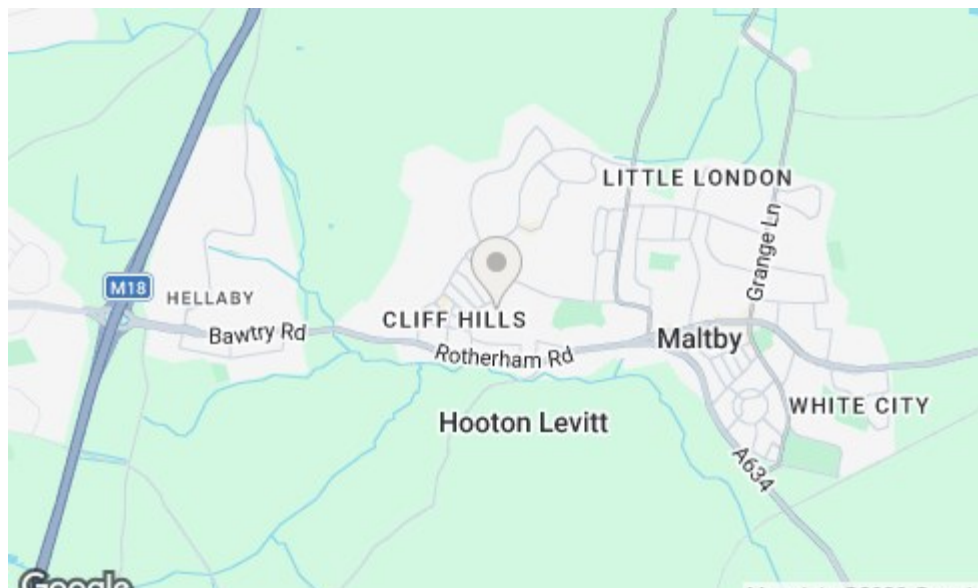 LITTLE LONDON
Grange Ln
M18
HELLABY
Bawtry Rd
CLIFF HILLS
Rotherham Rd
Maltby
WHITE CITY
Hooton Levitt
A634
Google